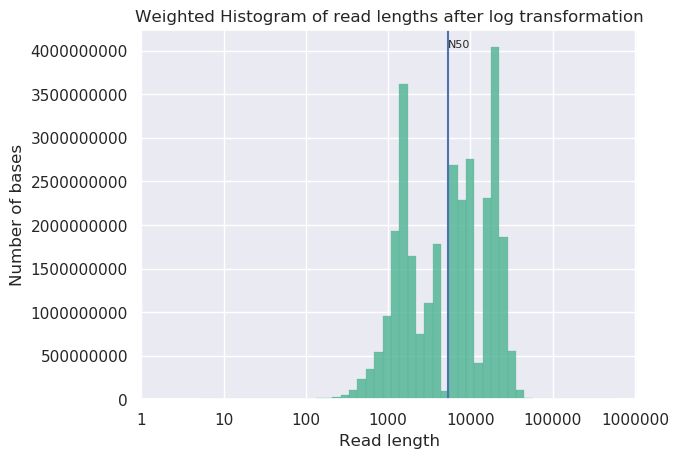 Weighted Histogram of read lengths after log transformation
N50
4000000000
3500000000
3000000000
2500000000
2000000000
1500000000
1000000000
500000000
0
Number of bases
1 10 100 1000 10000 100000 1000000
Read length